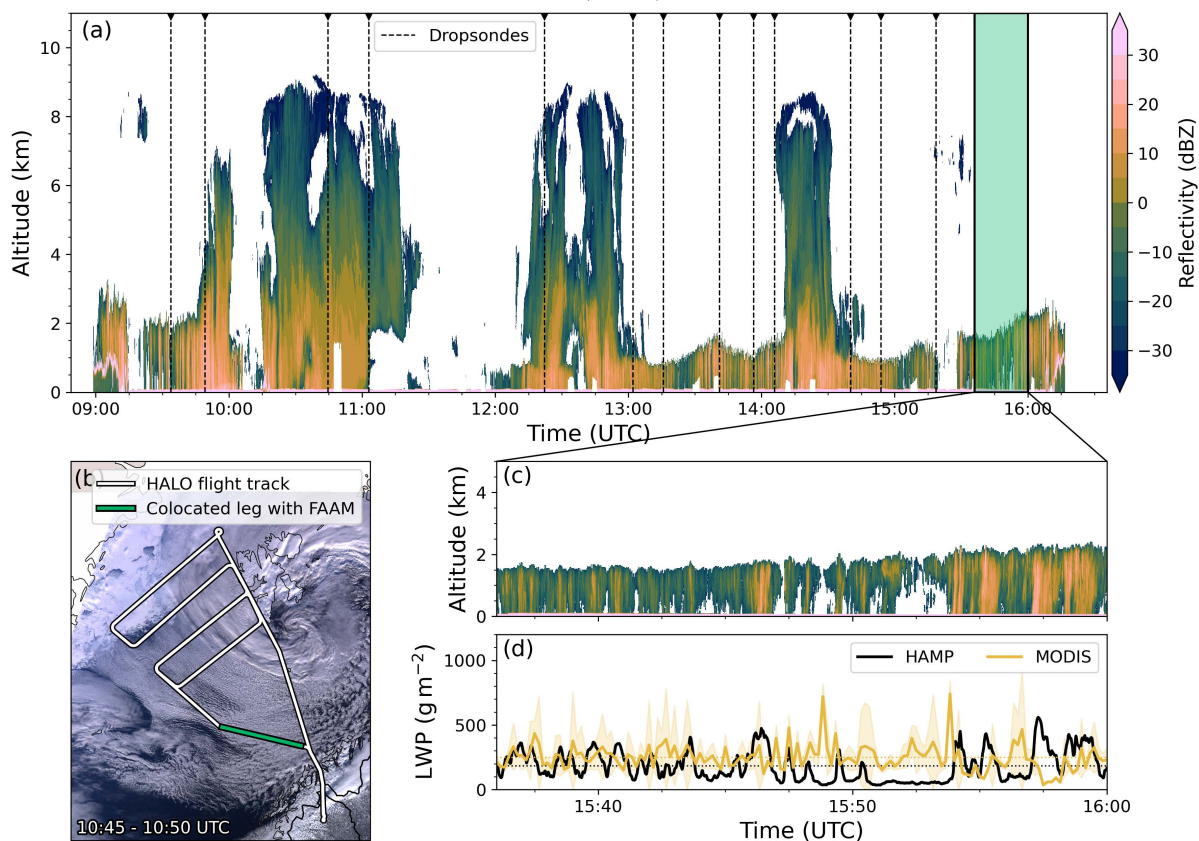 (a)
Dropsondes
10
8
6
4
2
0
Altitude (km)
09:00 10:00 11:00 12:00 13:00 14:00 15:00 16:00
Time (UTC)
30
20
10
0
−10
−20
−30
Reflectivity (dBZ)
(b
HALO flight track
Colocated leg with FAAM
10:45 - 10:50 UTC
(c)
4
2
0
Altitude (km)
(d)
HAMP MODIS
1000
500
0
LWP (g m⁻²)
15:40 15:50 16:00
Time (UTC)